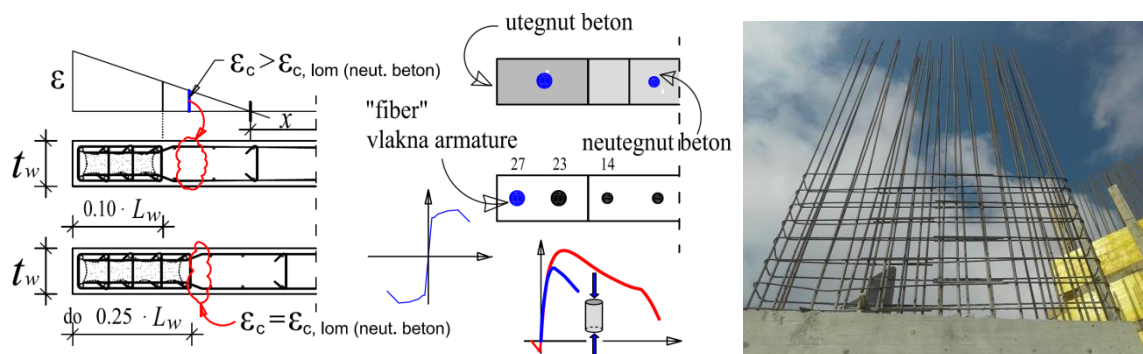 ε
εc > εc, lom (neut. beton)
x
tw
0.10 · Lw
tw
do 0.25 · Lw
εc = εc, lom (neut. beton)
utegnut beton
"fiber"
vlakna armature
neutegnut beton
27 23 14